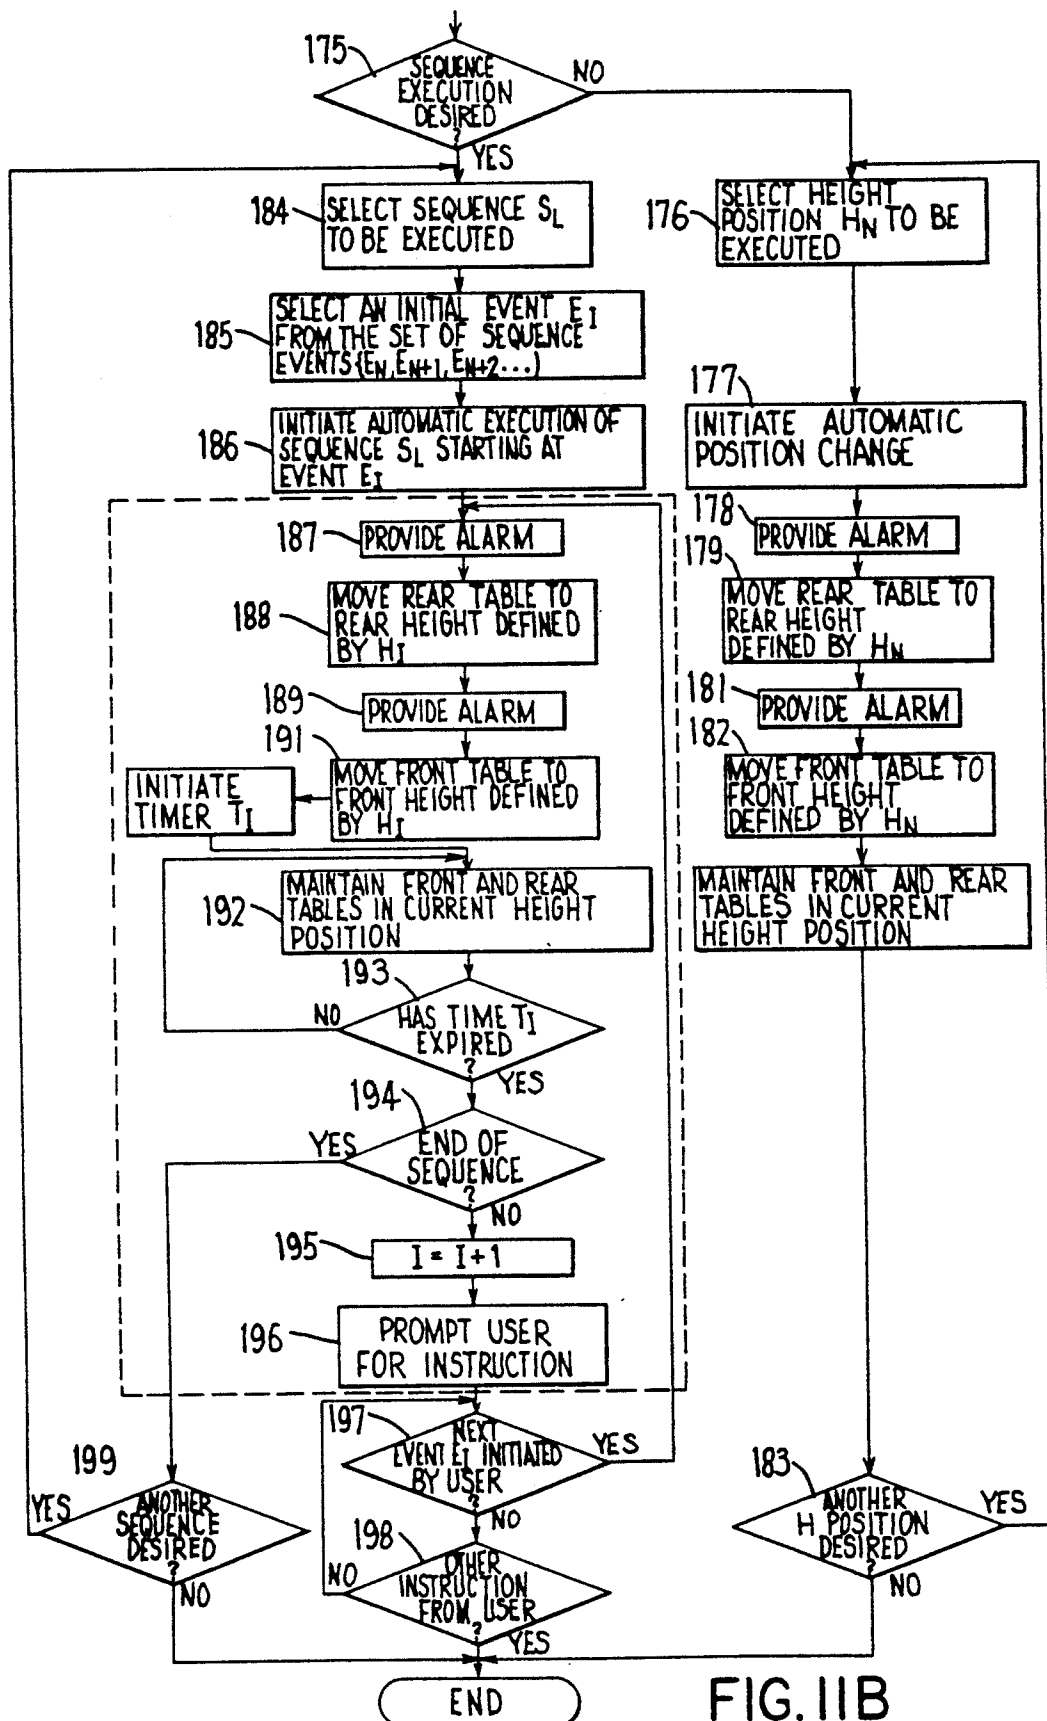 175
SEQUENCE
EXECUTION
DESIRED
?
NO
YES
184
SELECT SEQUENCE SL
TO BE EXECUTED
176
SELECT HEIGHT
POSITION HN TO BE
EXECUTED
185
SELECT AN INITIAL EVENT EI
FROM THE SET OF SEQUENCE
EVENTS{EN,EN+1,EN+2...)
177
INITIATE AUTOMATIC
POSITION CHANGE
186
INITIATE AUTOMATIC EXECUTION OF
SEQUENCE SL STARTING AT
EVENT EI
187
PROVIDE ALARM
178
PROVIDE ALARM
188
MOVE REAR TABLE TO
REAR HEIGHT DEFINED
BY HI
179
MOVE REAR TABLE TO
REAR HEIGHT
DEFINED BY HN
189
PROVIDE ALARM
181
PROVIDE ALARM
191
MOVE FRONT TABLE TO
FRONT HEIGHT DEFINED
BY HI
INITIATE
TIMER TI
182
MOVE FRONT TABLE TO
FRONT HEIGHT
DEFINED BY HN
192
MAINTAIN FRONT AND REAR
TABLES IN CURRENT HEIGHT
POSITION
MAINTAIN FRONT AND REAR
TABLES IN CURRENT
HEIGHT POSITION
193
NO
HAS TIME TI
EXPIRED
?
YES
194
YES
END OF
SEQUENCE
?
NO
195
I = I+1
196
PROMPT USER
FOR INSTRUCTION
197
NEXT
EVENT EI INITIATED
BY USER
?
YES
NO
199
YES
ANOTHER
SEQUENCE
DESIRED
?
NO
198
NO
OTHER
INSTRUCTION
FROM USER
?
YES
183
ANOTHER
H POSITION
DESIRED
?
YES
NO
END
FIG. 11B